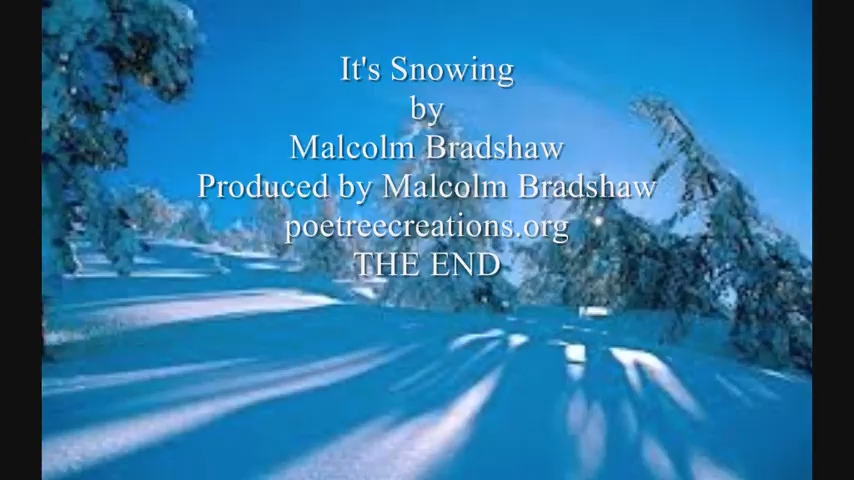 It's Snowing
by
Malcolm Bradshaw
Produced by Malcolm Bradshaw
poetreecreations.org
THE END